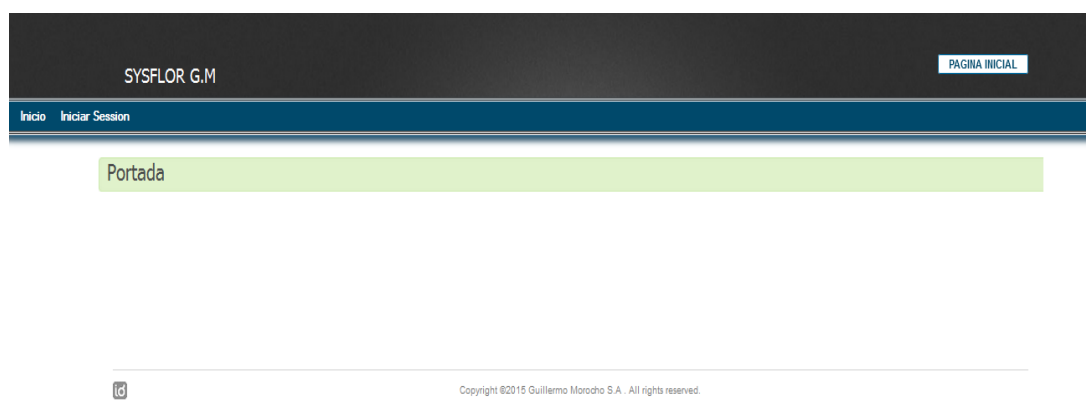 SYSFLOR G.M
PAGINA INICIAL
Inicio Iniciar Session
Portada
id
Copyright ©2015 Guillermo Morocho S.A . All rights reserved.